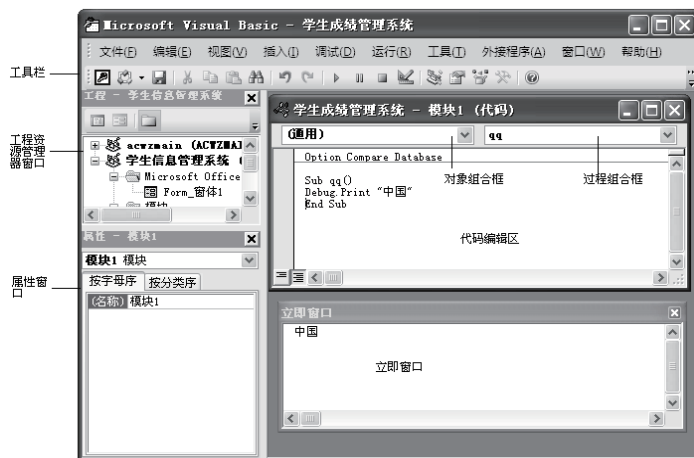 Microsoft Visual Basic - 学生成绩管理系统
文件(F) 编辑(E) 视图(V) 插入(I) 调试(D) 运行(R) 工具(T) 外接程序(A) 窗口(W) 帮助(H)
工具栏
工程 - 学生信息管理系统
工程资
源管理
器窗口
acwzmain (ACWZMAI
学生信息管理系统 (
Microsoft Office
Form_窗体1
模块
属性 - 模块1
模块1 模块
按字母序 按分类序
属性窗
口
(名称) 模块1
学生成绩管理系统 - 模块1 (代码)
(通用) qq
Option Compare Database
Sub qq()
Debug.Print "中国"
End Sub
对象组合框
过程组合框
代码编辑区
立即窗口
中国
立即窗口